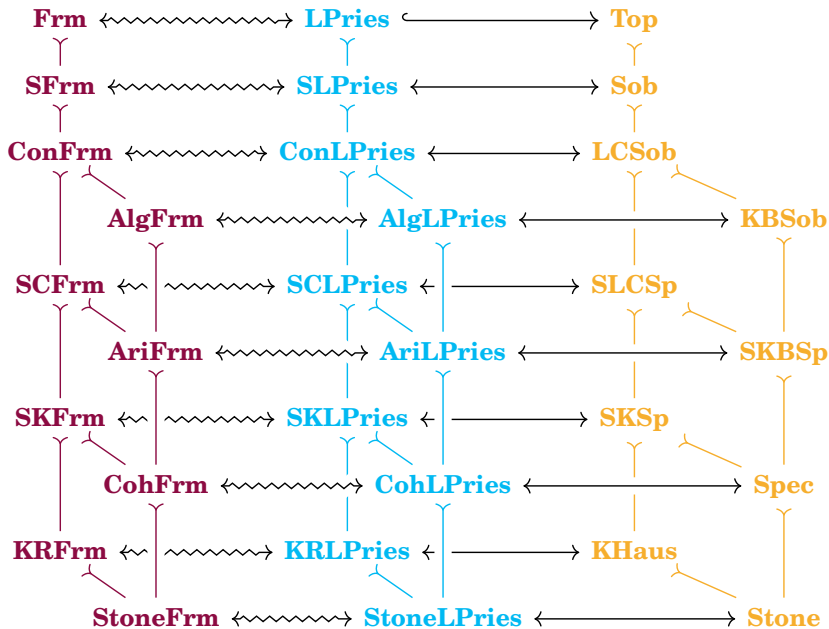 Frm LPries Top
SFrm SLPries Sob
ConFrm ConLPries LCSob
AlgFrm AlgLPries KBSob
SCFrm SCLPries SLCSp
AriFrm AriLPries SKBSp
SKFrm SKLPries SKSp
CohFrm CohLPries Spec
KRFrm KRLPries KHaus
StoneFrm StoneLPries Stone